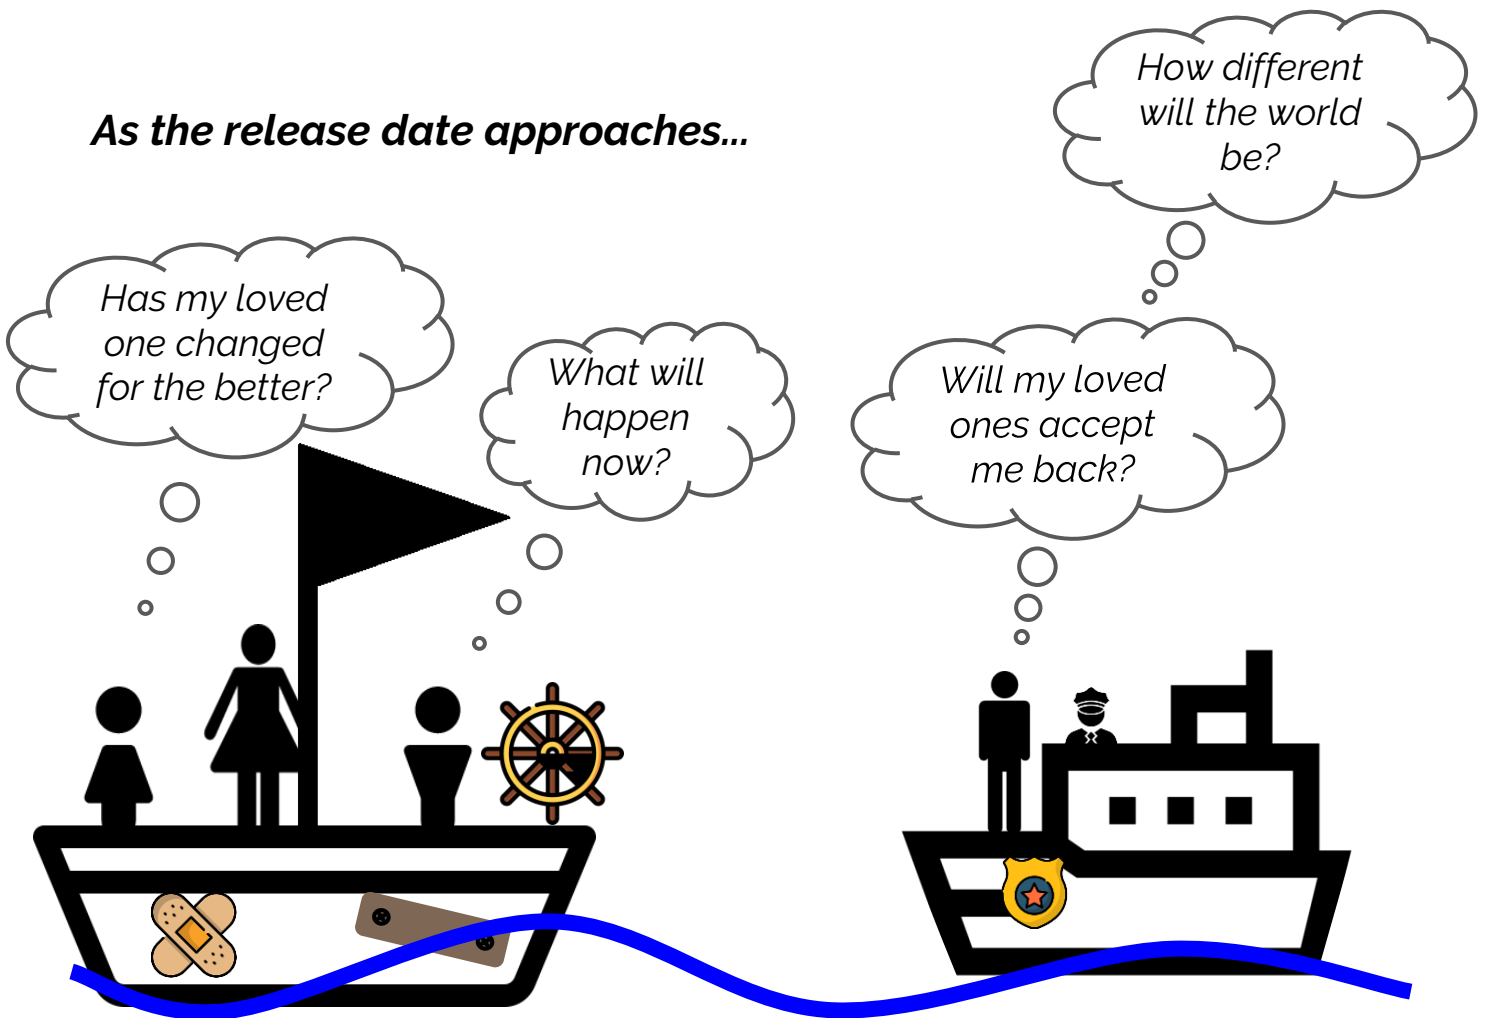 As the release date approaches...
How different
will the world
be?
Has my loved
one changed
for the better?
What will
happen
now?
Will my loved
ones accept
me back?